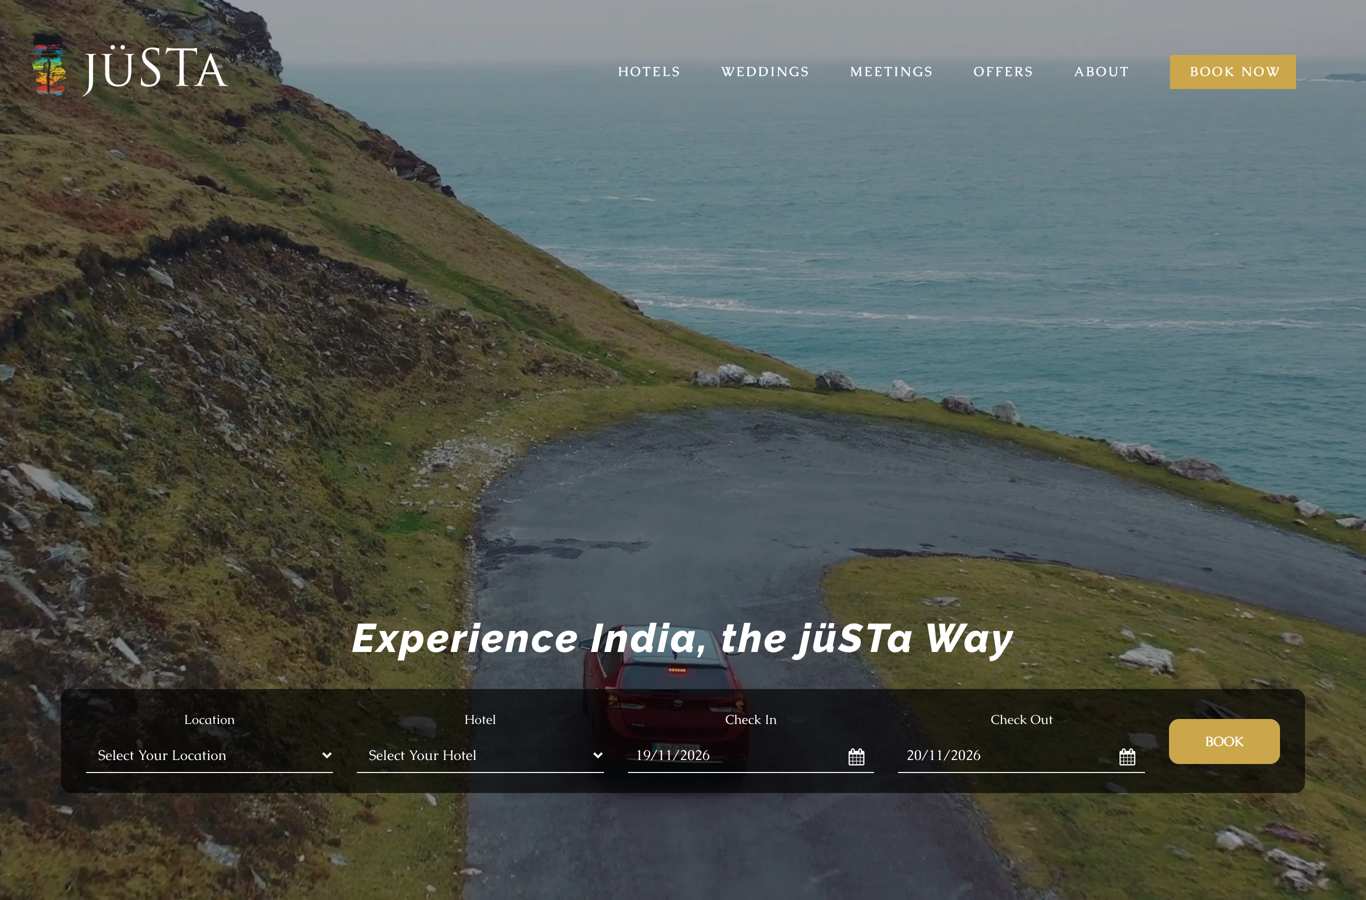 JÜSTA
HOTELS WEDDINGS MEETINGS OFFERS ABOUT BOOK NOW
Experience India, the jüSTa Way
Location Hotel Check In Check Out
Select Your Location Select Your Hotel 19/11/2026 20/11/2026 BOOK